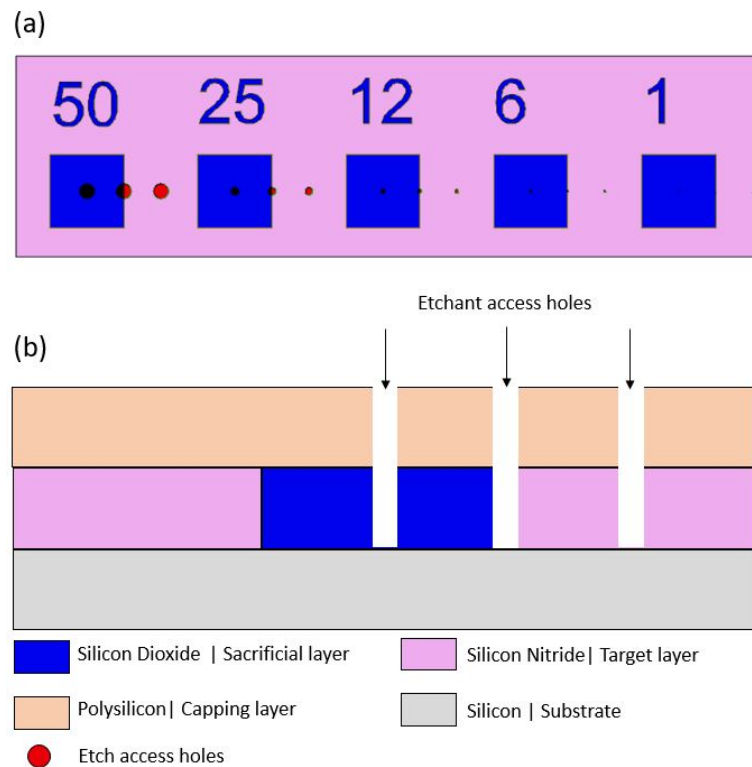 (a)
50 25 12 6 1
Etchant access holes
(b)
Silicon Dioxide | Sacrificial layer
Silicon Nitride| Target layer
Polysilicon| Capping layer
Silicon | Substrate
Etch access holes